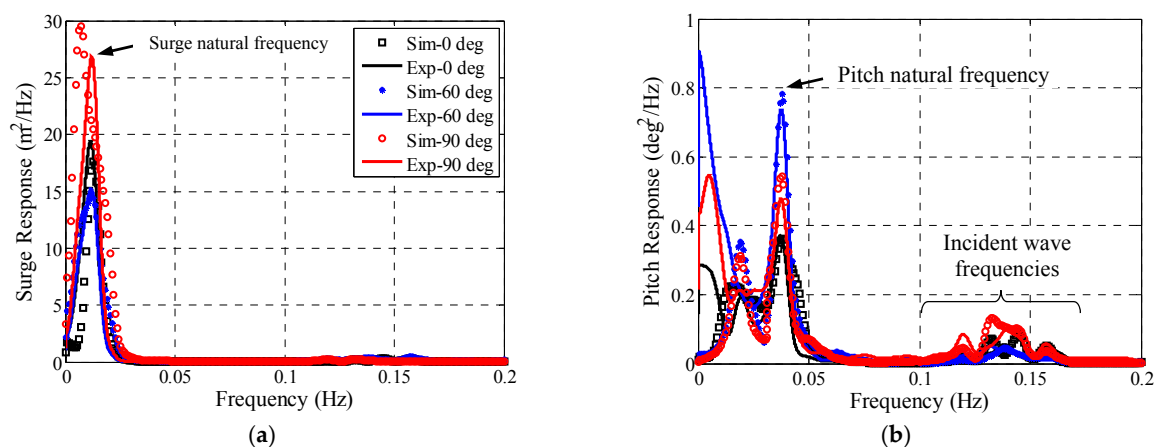 30
25
20
15
10
5
0
0
0.05
0.1
0.15
0.2
Surge Response (m²/Hz)
Frequency (Hz)
Surge natural frequency
Sim-0 deg
Exp-0 deg
Sim-60 deg
Exp-60 deg
Sim-90 deg
Exp-90 deg
(a)
1
0.8
0.6
0.4
0.2
0
0
0.05
0.1
0.15
0.2
Pitch Response (deg²/Hz)
Frequency (Hz)
Pitch natural frequency
Incident wave
frequencies
(b)